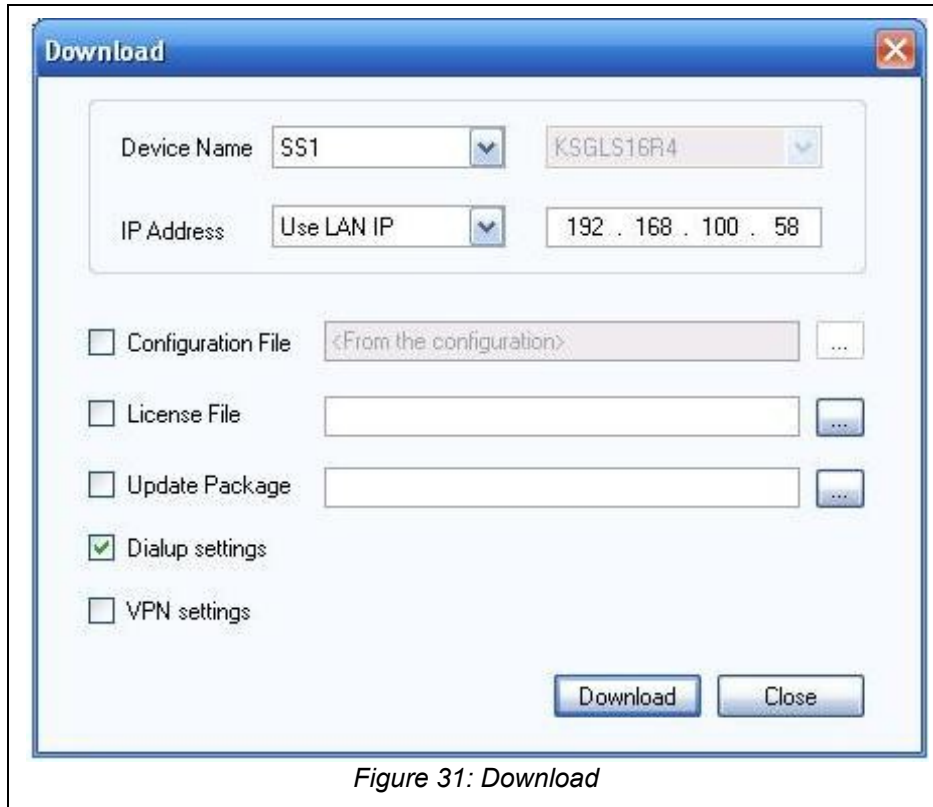 Download
Device Name SS1 KSGLS16R4
IP Address Use LAN IP 192 . 168 . 100 . 58
Configuration File <From the configuration> ...
License File ...
Update Package ...
Dialup settings
VPN settings
Download Close
Figure 31: Download